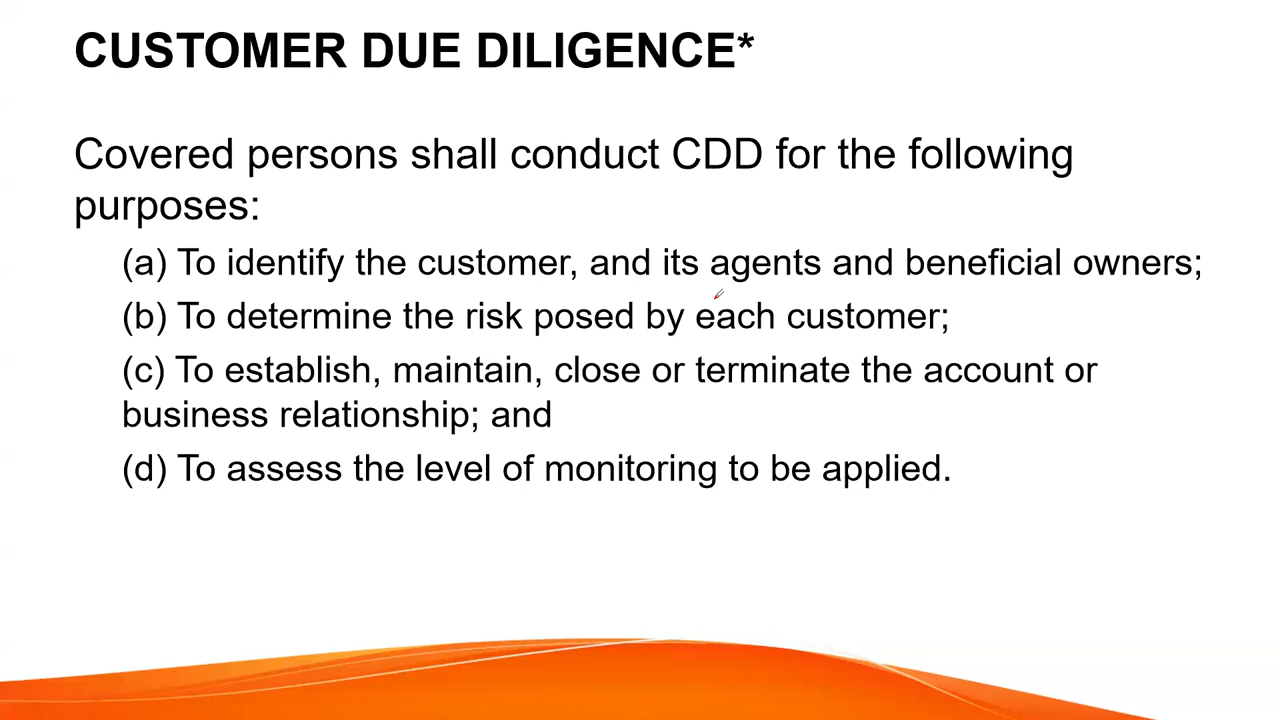 CUSTOMER DUE DILIGENCE*
Covered persons shall conduct CDD for the following
purposes:
(a) To identify the customer, and its agents and beneficial owners;
(b) To determine the risk posed by each customer;
(c) To establish, maintain, close or terminate the account or
business relationship; and
(d) To assess the level of monitoring to be applied.